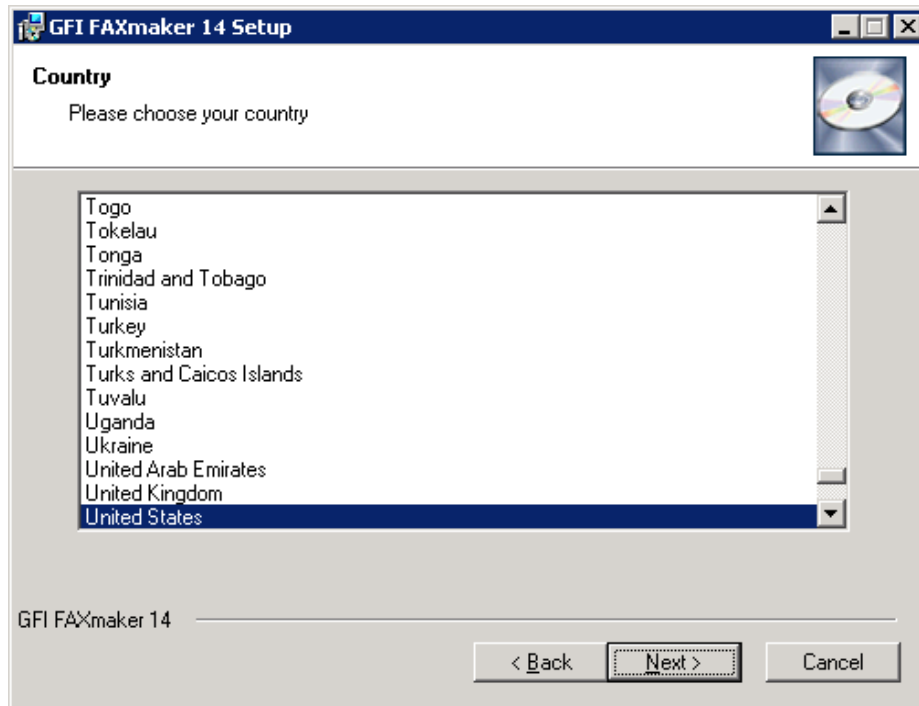 GFI FAXmaker 14 Setup
Country
Please choose your country
Togo
Tokelau
Tonga
Trinidad and Tobago
Tunisia
Turkey
Turkmenistan
Turks and Caicos Islands
Tuvalu
Uganda
Ukraine
United Arab Emirates
United Kingdom
United States
GFI FAXmaker 14
< Back Next > Cancel